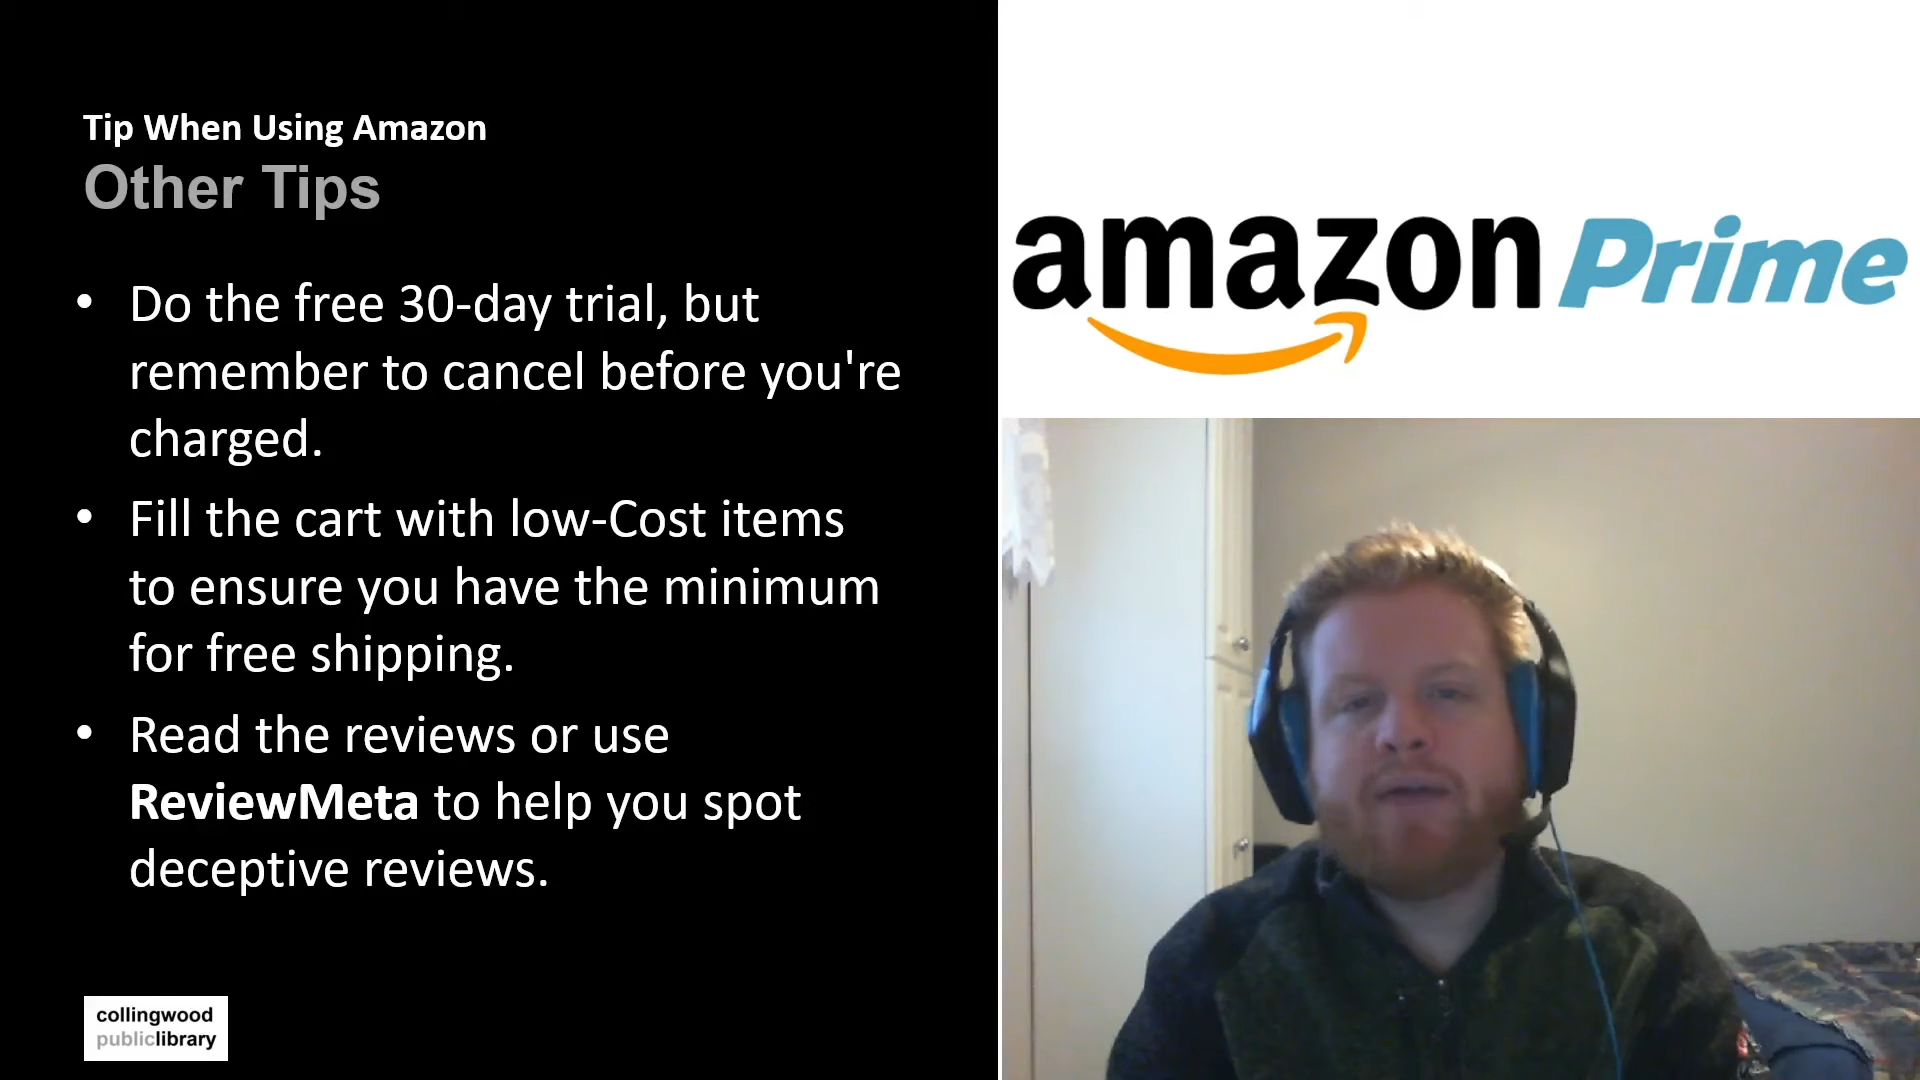 Tip When Using Amazon
Other Tips
• Do the free 30-day trial, but
remember to cancel before you're
charged.
• Fill the cart with low-Cost items
to ensure you have the minimum
for free shipping.
• Read the reviews or use
ReviewMeta to help you spot
deceptive reviews.
collingwood
publiclibrary
amazon Prime